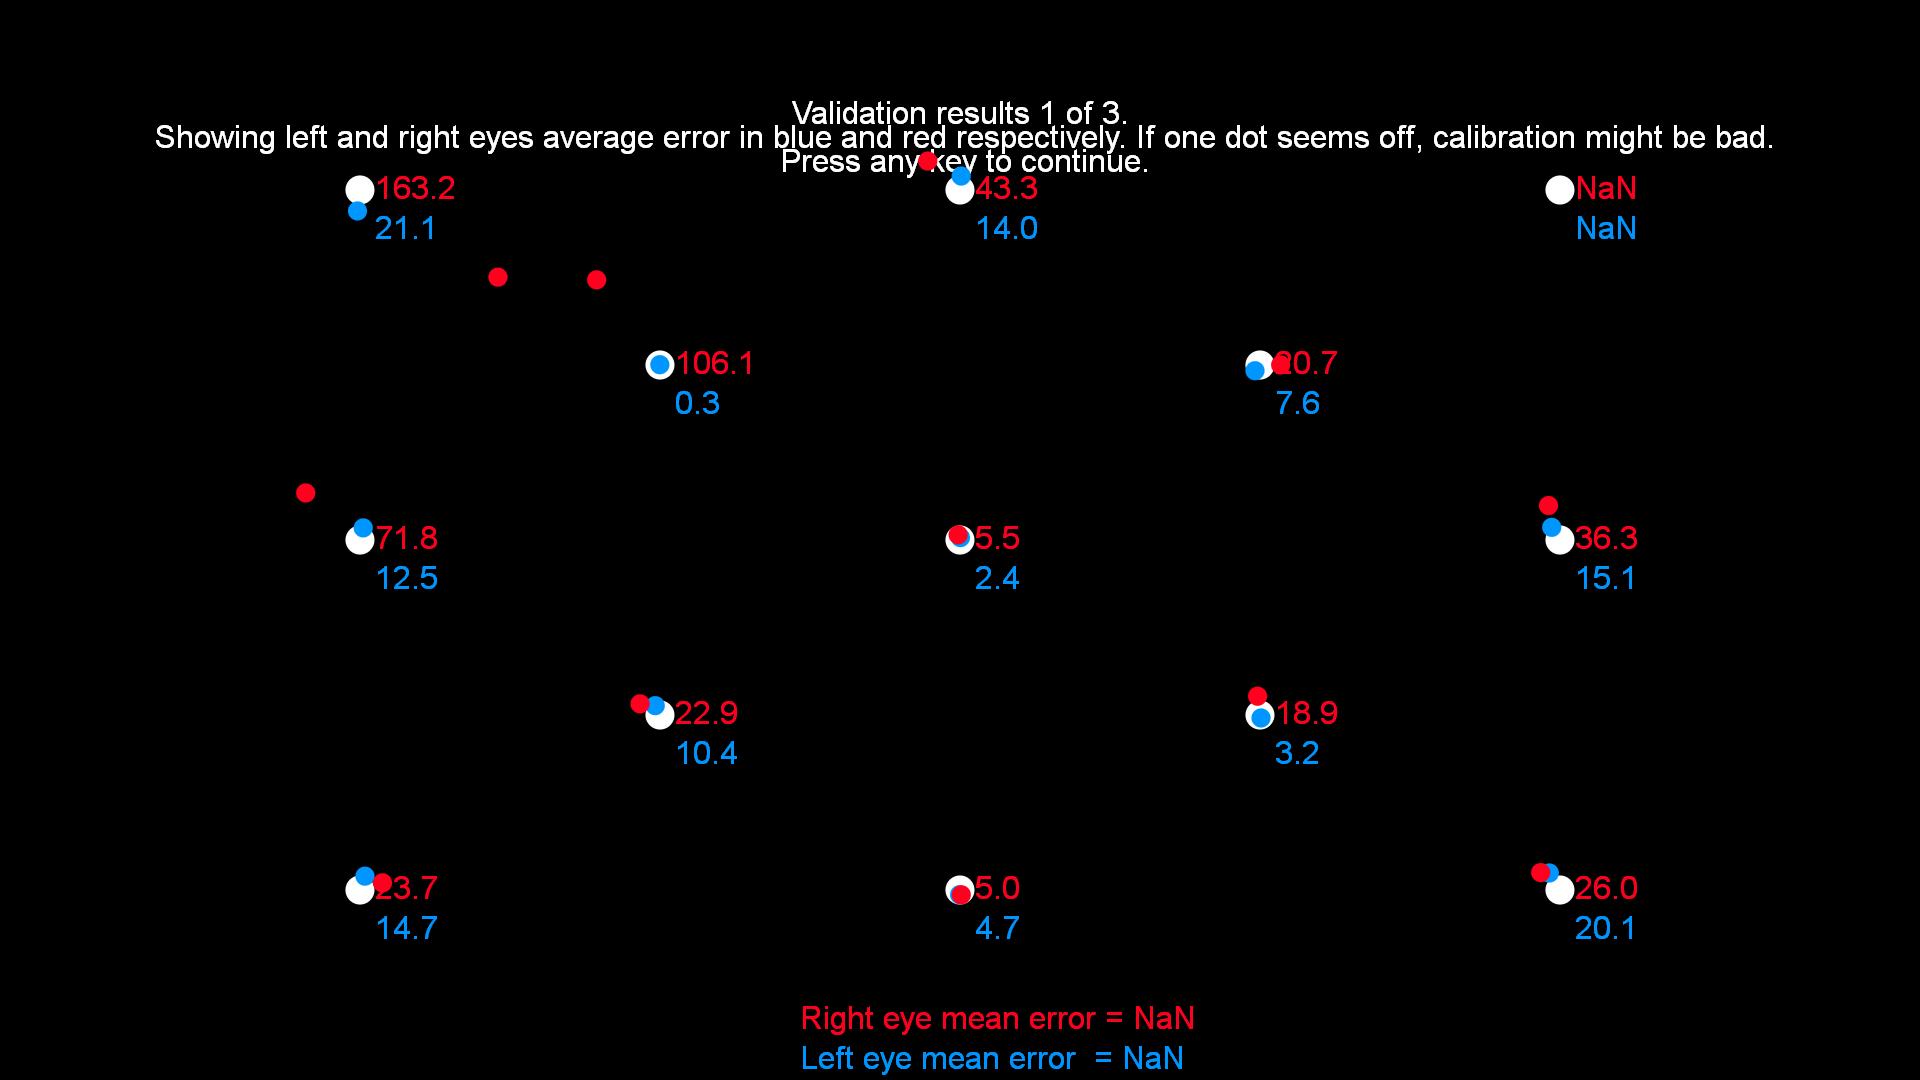 Validation results 1 of 3.
Showing left and right eyes average error in blue and red respectively. If one dot seems off, calibration might be bad.
Press any key to continue.
163.2 43.3 NaN
21.1 14.0 NaN
106.1 20.7
0.3 7.6
71.8 5.5 36.3
12.5 2.4 15.1
22.9 18.9
10.4 3.2
23.7 5.0 26.0
14.7 4.7 20.1
Right eye mean error = NaN
Left eye mean error = NaN